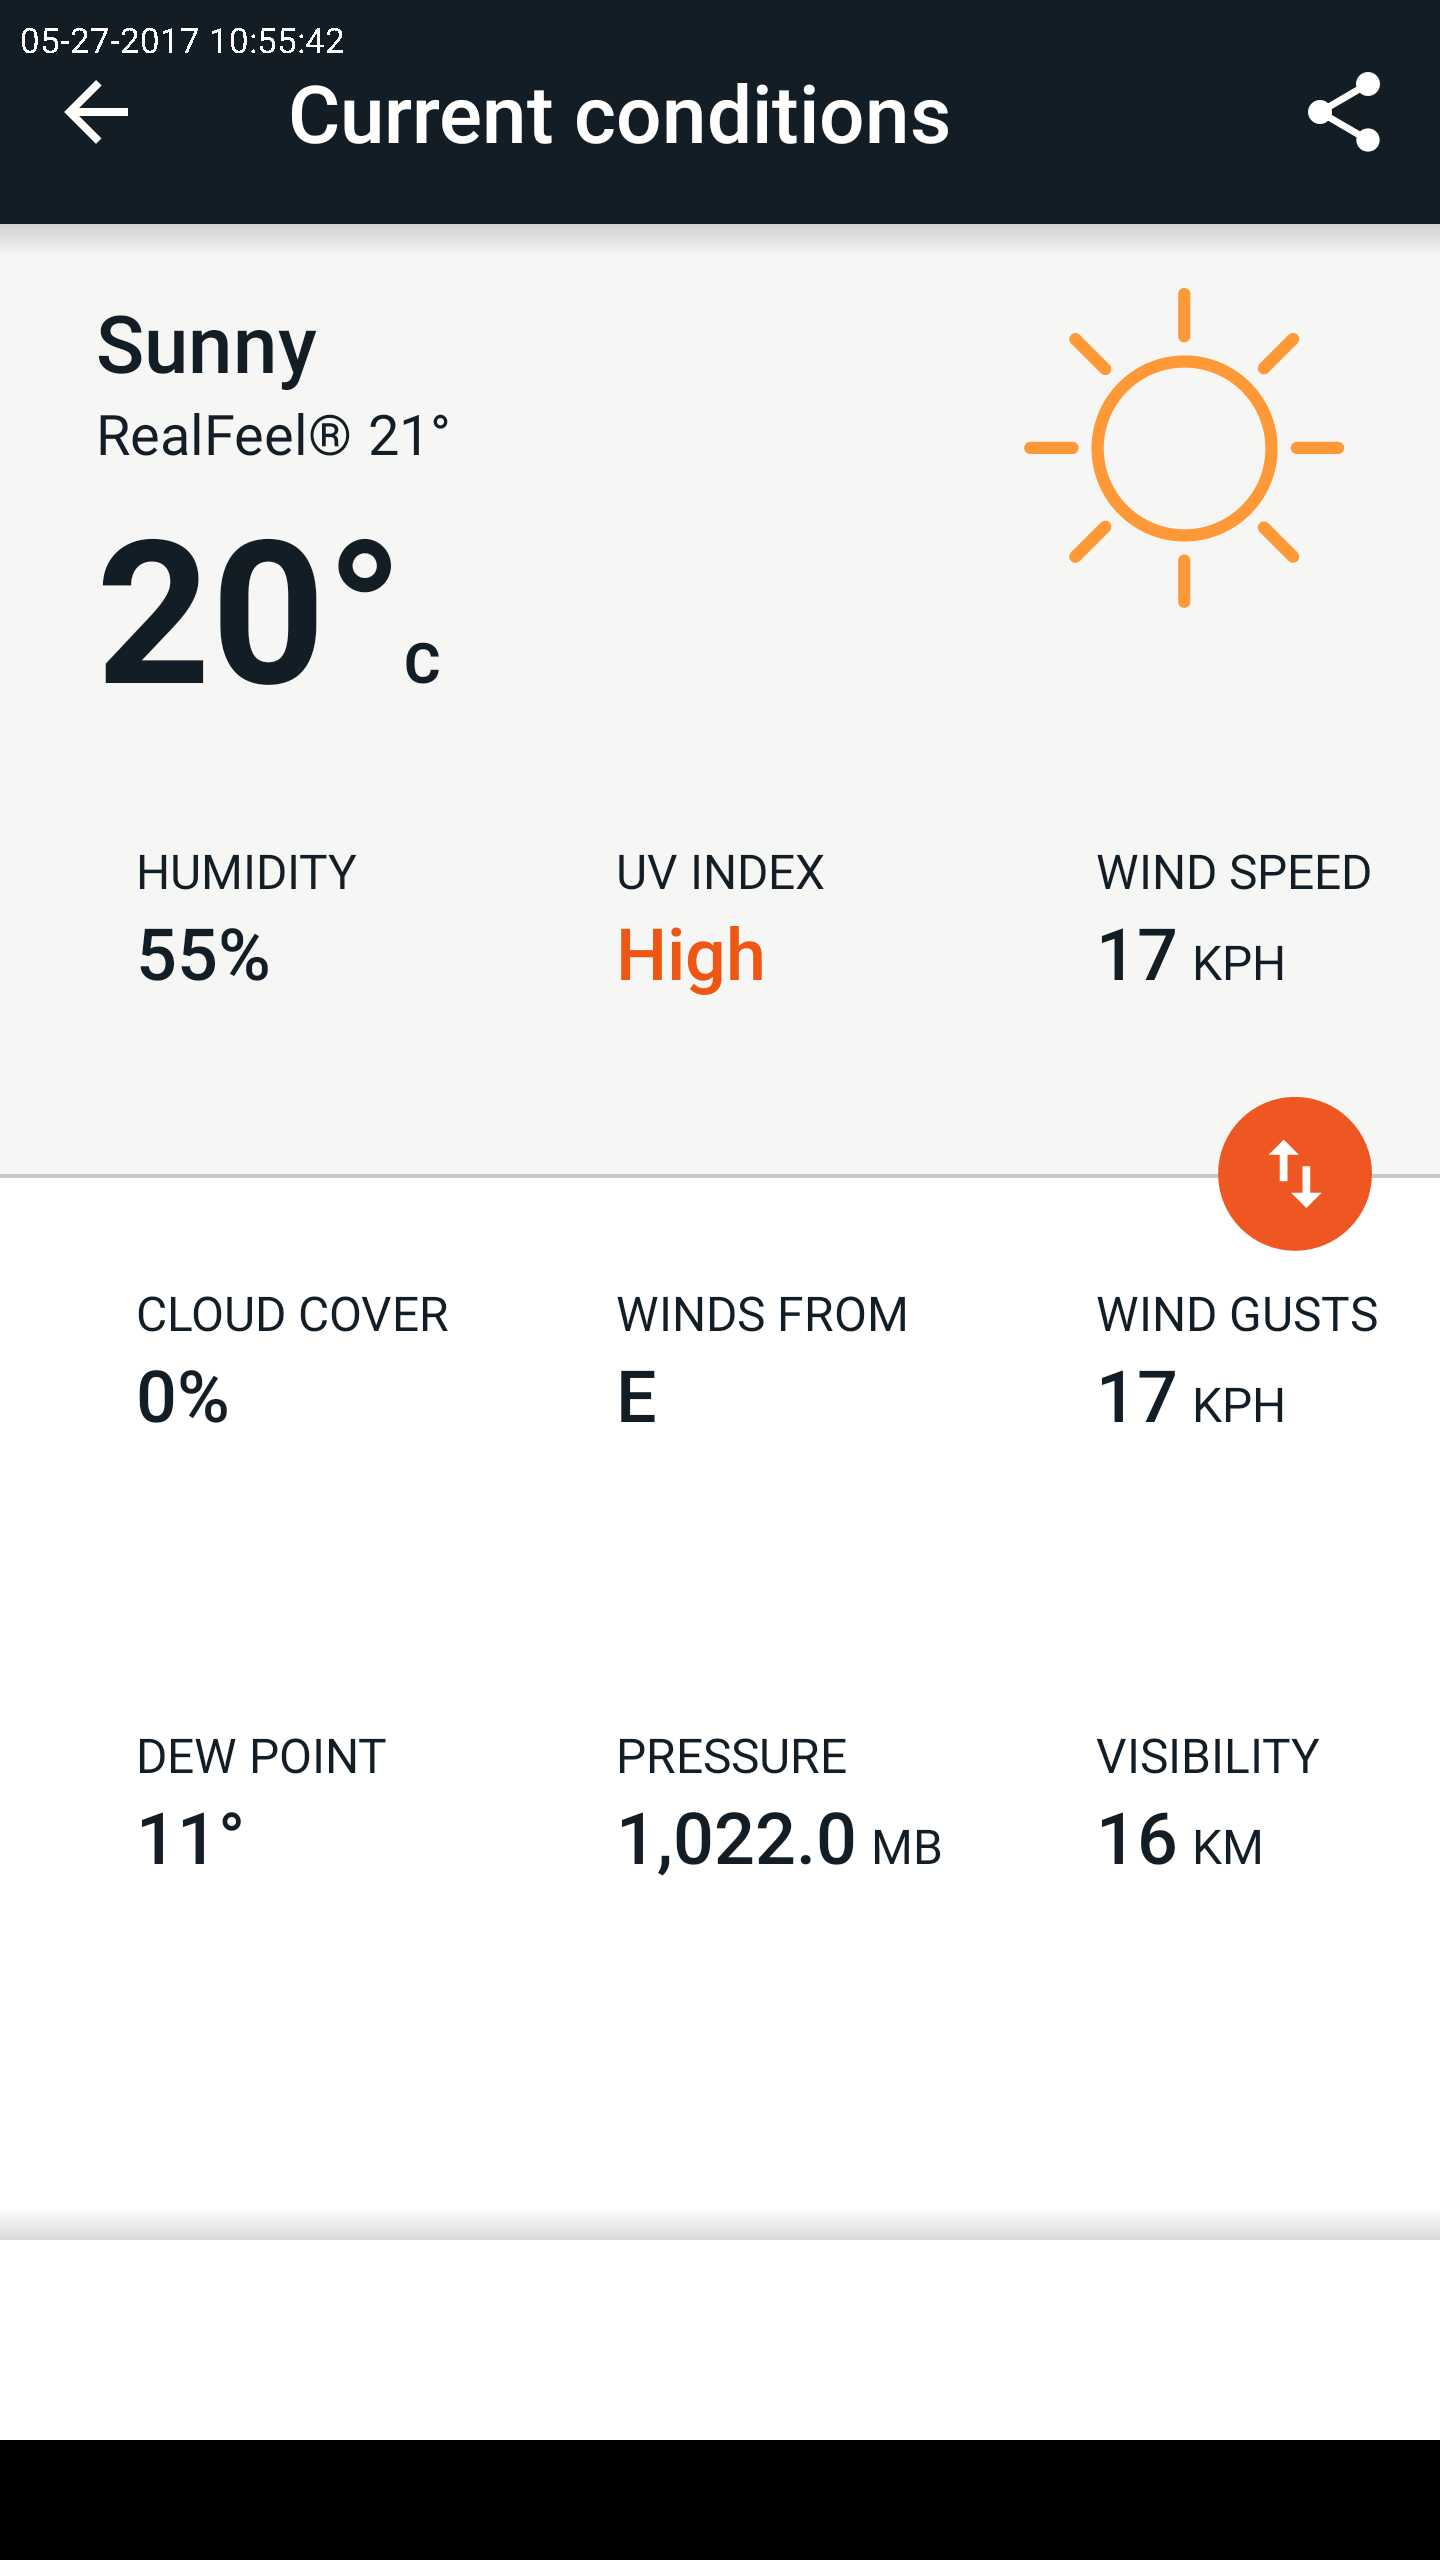 05-27-2017 10:55:42
Current conditions
Sunny
RealFeel® 21°
20° C
HUMIDITY UV INDEX WIND SPEED
55% High 17 KPH
CLOUD COVER WINDS FROM WIND GUSTS
0% E 17 KPH
DEW POINT PRESSURE VISIBILITY
11° 1,022.0 MB 16 KM